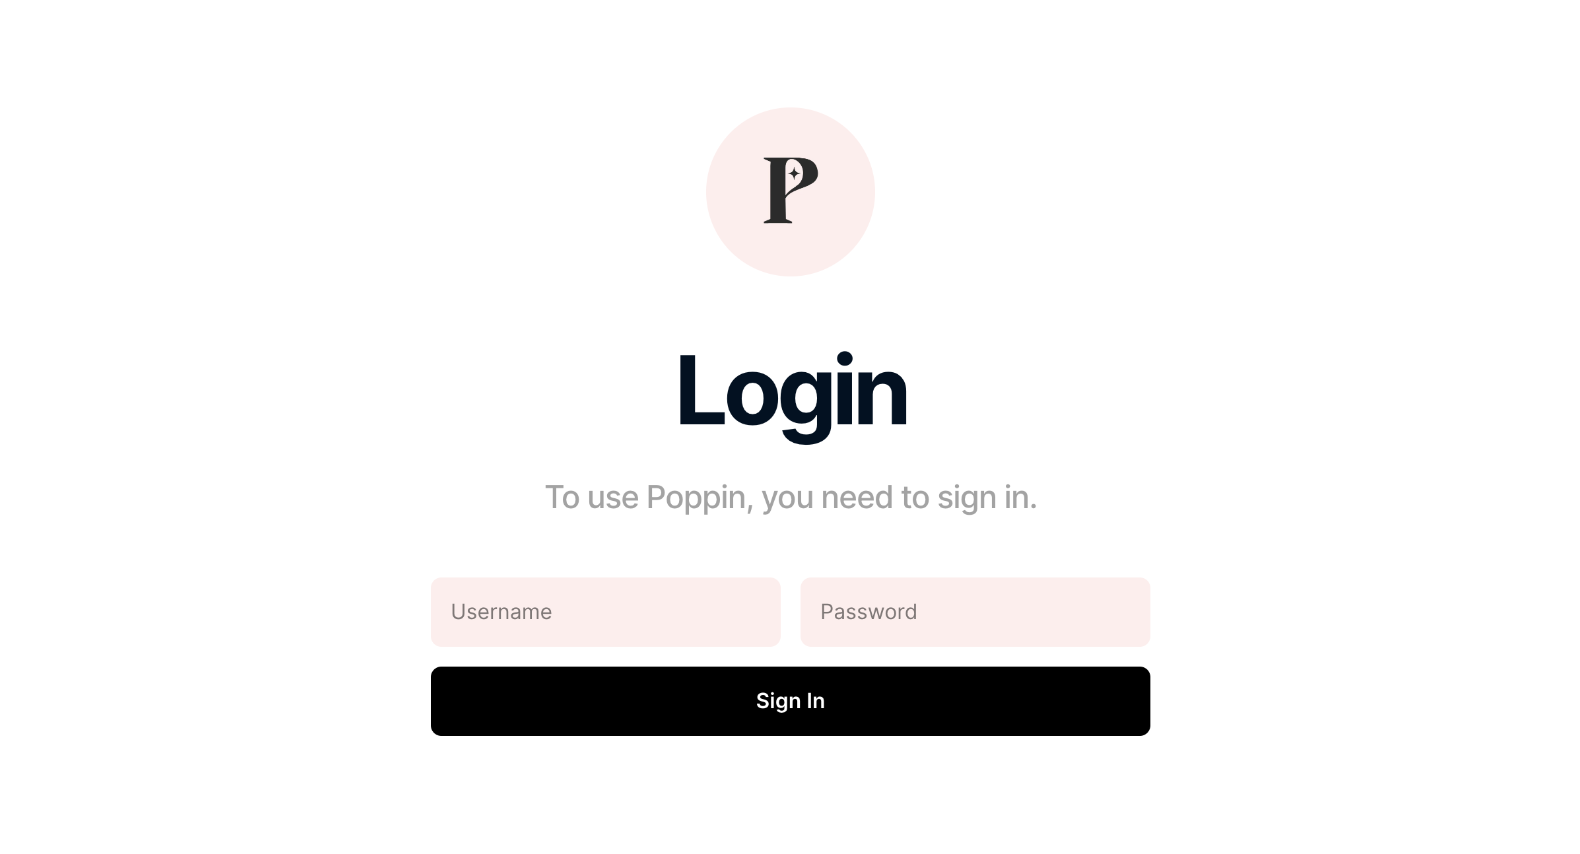 P
Login
To use Poppin, you need to sign in.
Username
Password
Sign In